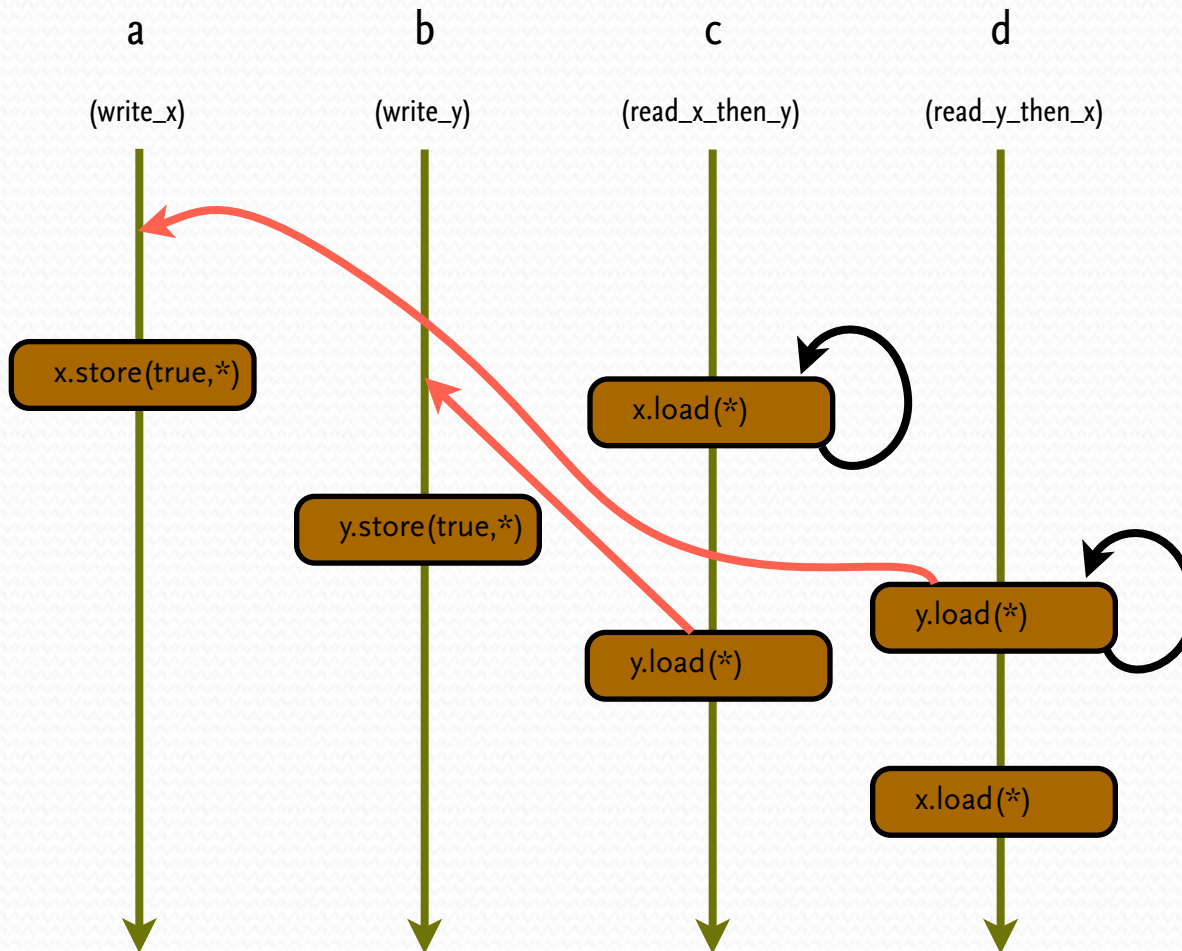 a b c d
(write_x) (write_y) (read_x_then_y) (read_y_then_x)
x.store(true,*)
x.load(*)
y.store(true,*)
y.load(*)
y.load(*)
x.load(*)